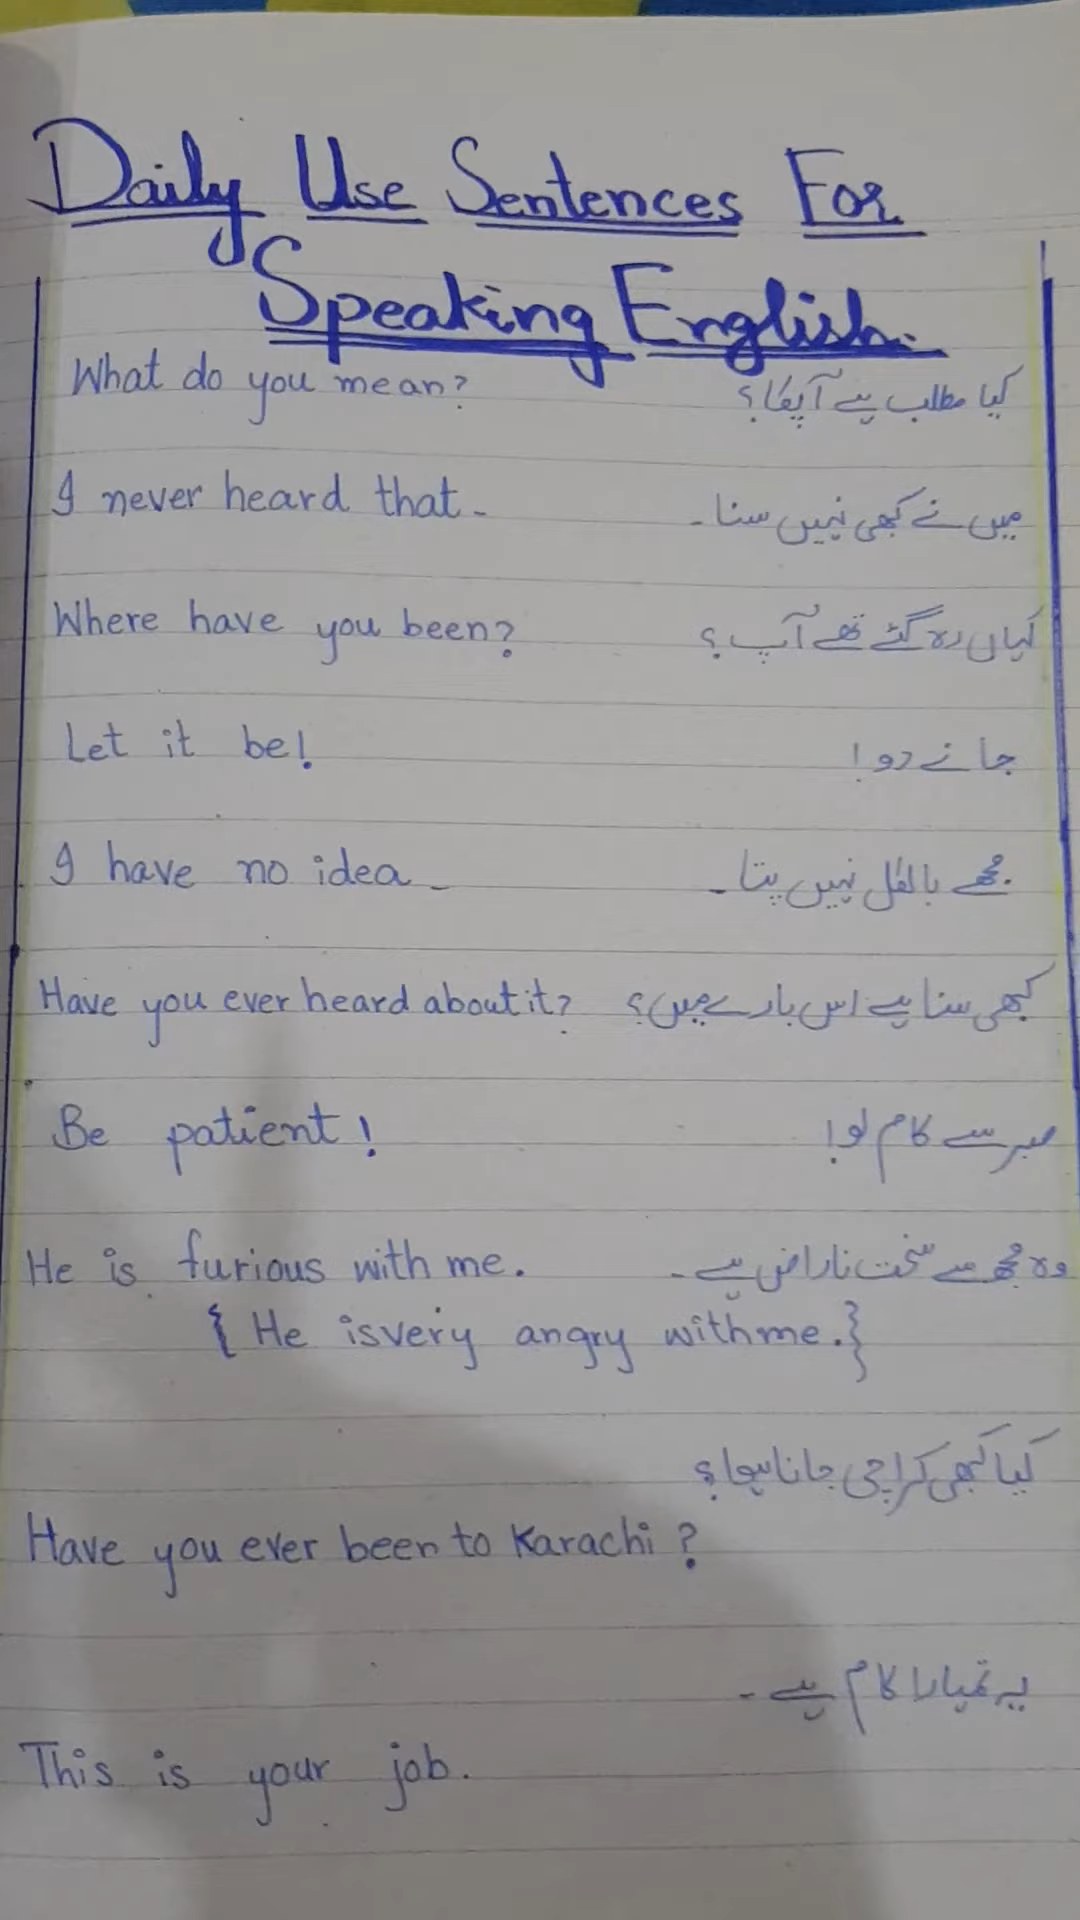 Daily Use Sentences For
Speaking English.
What do you mean? کیا مطلب ہے آپکا؟
I never heard that. میں نے کبھی نہیں سنا۔
Where have you been? کہاں رہ گئے تھے آپ؟
Let it be! جانے دو!
I have no idea. مجھے بالکل نہیں پتا۔
Have you ever heard about it? کبھی سنا ہے اس بارے میں؟
Be patient! صبر سے کام لو!
He is furious with me. وہ مجھ سے سخت ناراض ہے۔
{ He is very angry with me.}
کیا کبھی کراچی جانا ہوا؟
Have you ever been to Karachi?
یہ تمہارا کام ہے۔
This is your job.